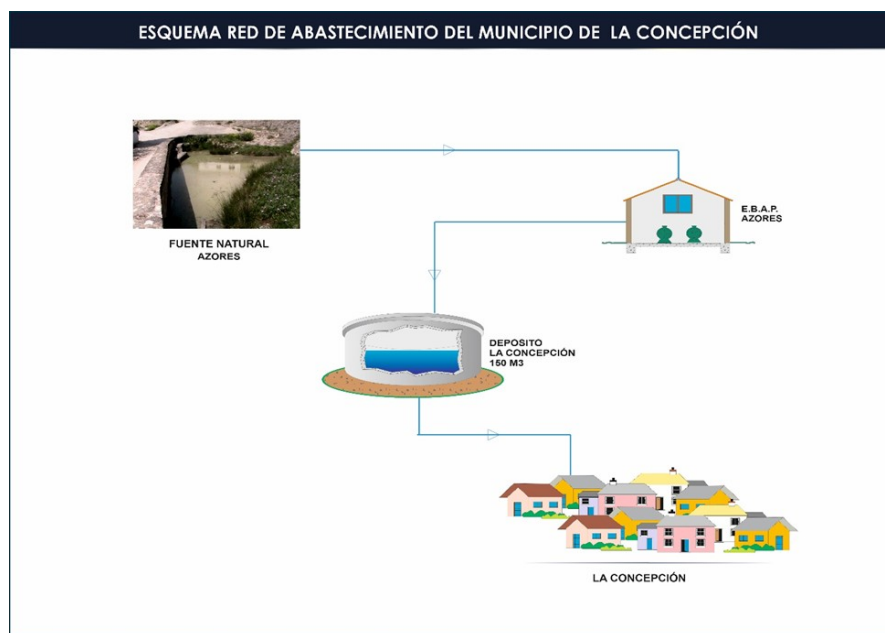 ESQUEMA RED DE ABASTECIMIENTO DEL MUNICIPIO DE LA CONCEPCIÓN
FUENTE NATURAL
AZORES
E.B.A.P.
AZORES
DEPOSITO
LA CONCEPCIÓN
150 M3
LA CONCEPCIÓN